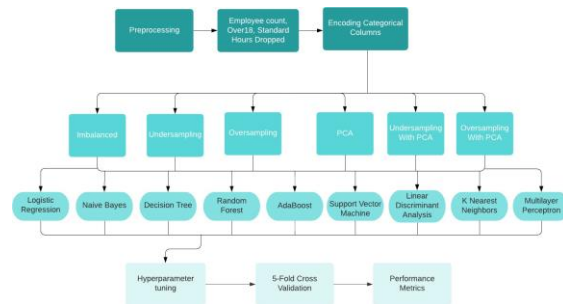 Preprocessing
Employee count,
Over18, Standard
Hours Dropped
Encoding Categorical
Columns
Imbalanced
Undersampling
Oversampling
PCA
Undersampling
With PCA
Oversampling
With PCA
Logistic
Regression
Naive Bayes
Decision Tree
Random
Forest
AdaBoost
Support Vector
Machine
Linear
Discriminant
Analysis
K Nearest
Neighbors
Multilayer
Perceptron
Hyperparameter
tuning
5-Fold Cross
Validation
Performance
Metrics